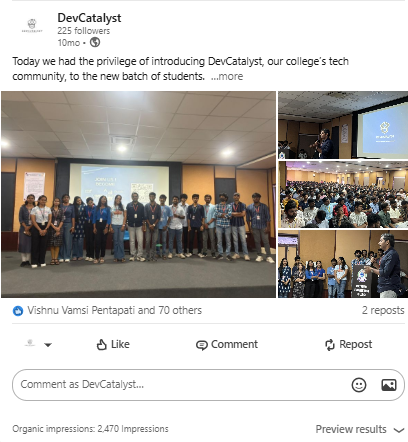 DevCatalyst
225 followers
10mo •
Today we had the privilege of introducing DevCatalyst, our college's tech
community, to the new batch of students. ...more
Vishnu Vamsi Pentapati and 70 others
2 reposts
Like
Comment
Repost
Comment as DevCatalyst...
Organic impressions: 2,470 Impressions
Preview results